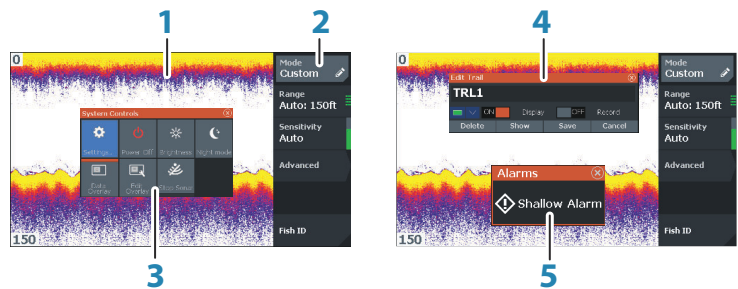 1
2
0
Mode
Custom
Range
Auto: 150ft
Sensitivity
Auto
Advanced
Fish ID
150
System Controls
Settings...
Power Off
Brightness
Night mode
Data
Overlay
Edit
Overlay
Stop Sonar
3
4
0
Mode
Custom
Range
Auto: 150ft
Sensitivity
Auto
Advanced
Fish ID
150
Edit Trail
TRL1
ON
Display
OFF
Record
Delete
Show
Save
Cancel
Alarms
Shallow Alarm
5